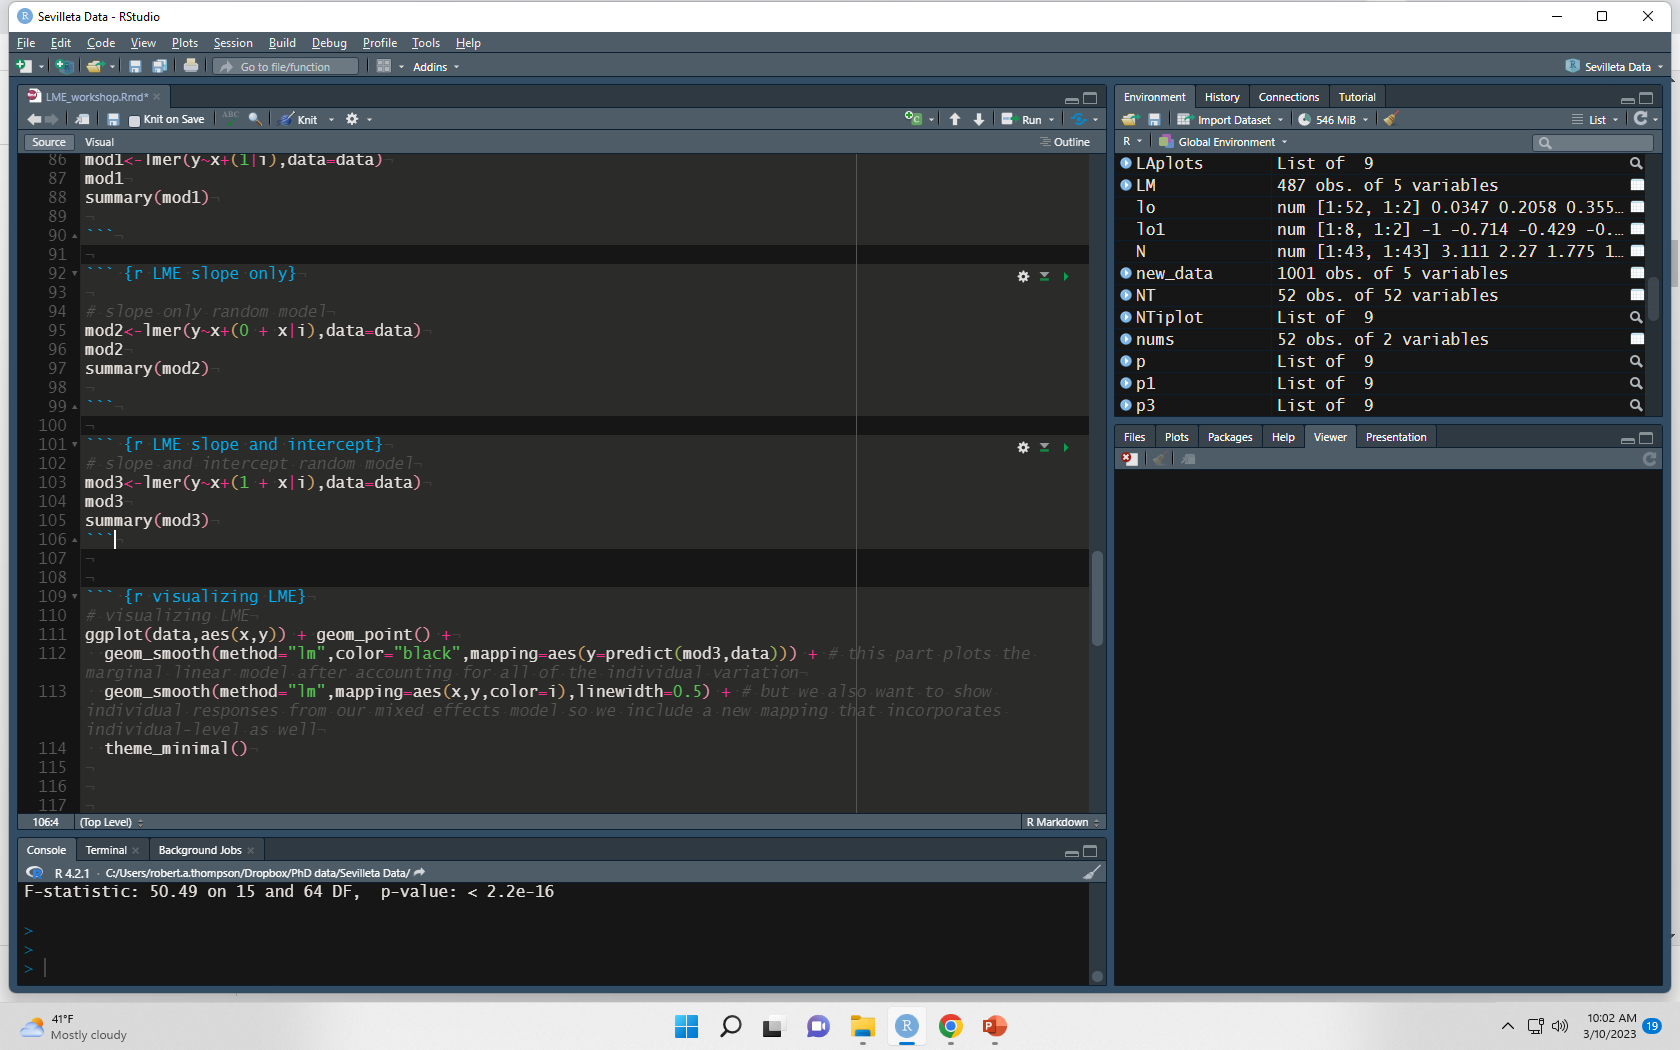 Sevilleta Data - RStudio
File Edit Code View Plots Session Build Debug Profile Tools Help
Go to file/function Addins Sevilleta Data
LME_workshop.Rmd*
Knit on Save ABC Knit Run
Source Visual Outline
86 mod1<-lmer(y~x+(1|i),data=data)
87 mod1
88 summary(mod1)
89
90 ```
91
92 ``` {r LME slope only}
93
94 # slope only random model
95 mod2<-lmer(y~x+(0 + x|i),data=data)
96 mod2
97 summary(mod2)
98
99 ```
100
101 ``` {r LME slope and intercept}
102 # slope and intercept random model
103 mod3<-lmer(y~x+(1 + x|i),data=data)
104 mod3
105 summary(mod3)
106 ```
107
108
109 ``` {r visualizing LME}
110 # visualizing LME
111 ggplot(data,aes(x,y)) + geom_point() +
112 geom_smooth(method="lm",color="black",mapping=aes(y=predict(mod3,data))) + # this part plots the
marginal linear model after accounting for all of the individual variation
113 geom_smooth(method="lm",mapping=aes(x,y,color=i),linewidth=0.5) + # but we also want to show
individual responses from our mixed effects model so we include a new mapping that incorporates
individual-level as well
114 theme_minimal()
115
116
117
106:4 (Top Level) R Markdown
Console Terminal Background Jobs
R 4.2.1 · C:/Users/robert.a.thompson/Dropbox/PhD data/Sevilleta Data/
F-statistic: 50.49 on 15 and 64 DF, p-value: < 2.2e-16
>
>
>
Environment History Connections Tutorial
Import Dataset 546 MiB List
R Global Environment
LAplots List of 9
LM 487 obs. of 5 variables
lo num [1:52, 1:2] 0.0347 0.2058 0.355…
lo1 num [1:8, 1:2] -1 -0.714 -0.429 -0.…
N num [1:43, 1:43] 3.111 2.27 1.775 1…
new_data 1001 obs. of 5 variables
NT 52 obs. of 52 variables
NTiplot List of 9
nums 52 obs. of 2 variables
p List of 9
p1 List of 9
p3 List of 9
Files Plots Packages Help Viewer Presentation
41°F
Mostly cloudy
10:02 AM
3/10/2023
19